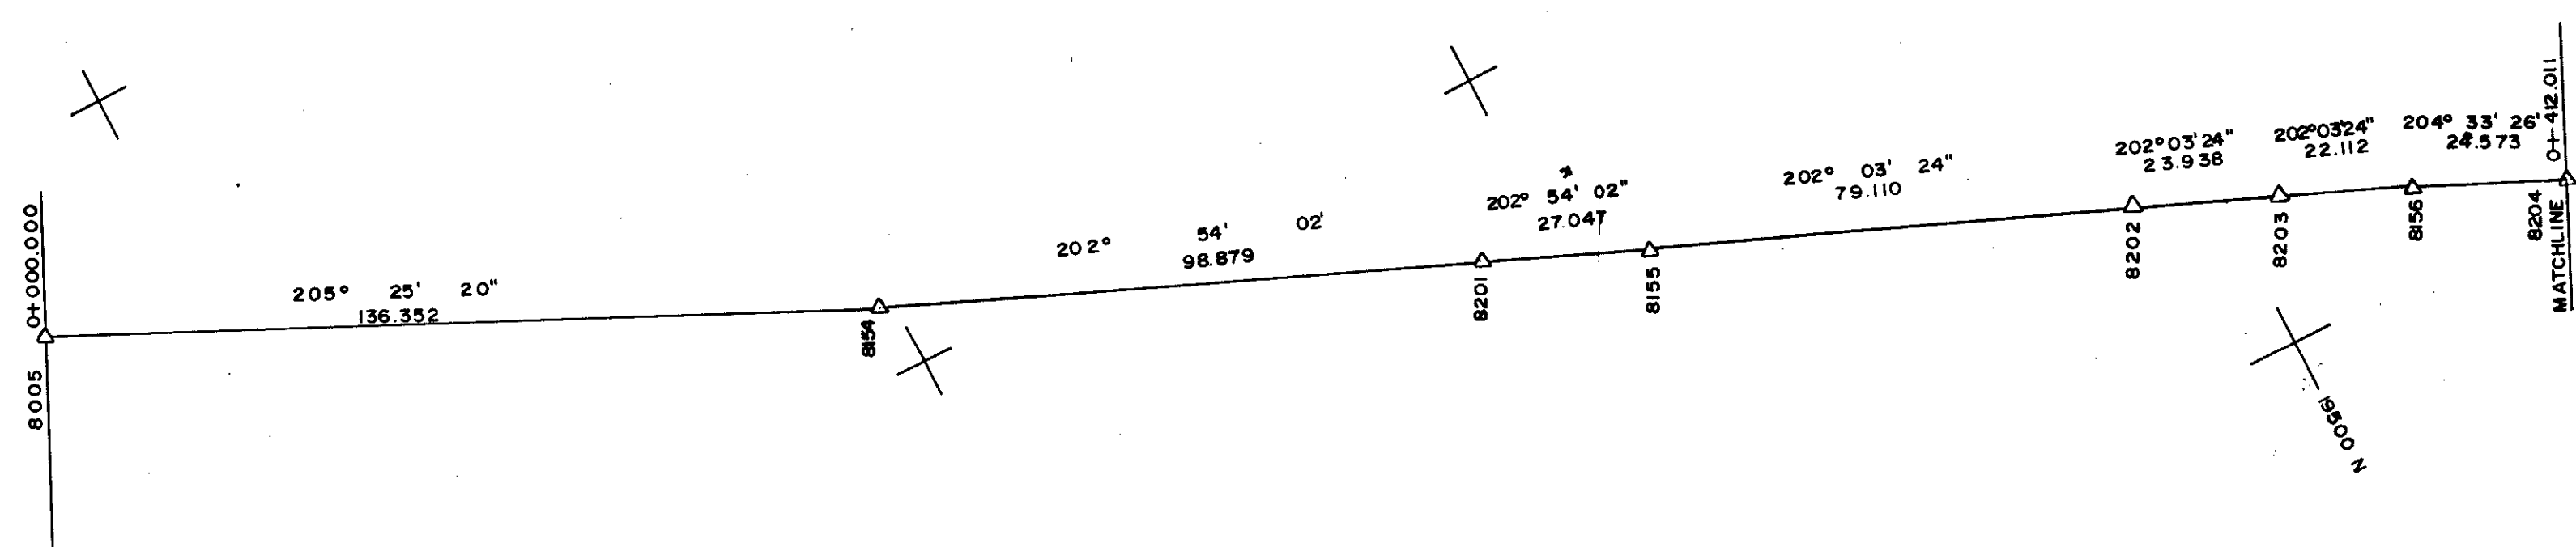 0+000.000
8005
205° 25' 20"
136.352
8154
202° 54' 02'
98.879
8201
202° 54' 02"
27.047
8155
202° 03' 24"
79.110
8202
202° 03' 24"
23.938
8203
202° 03' 24"
22.112
8156
204° 33' 26'
24.573
8204
MATCHLINE 0+412.011
19500 N